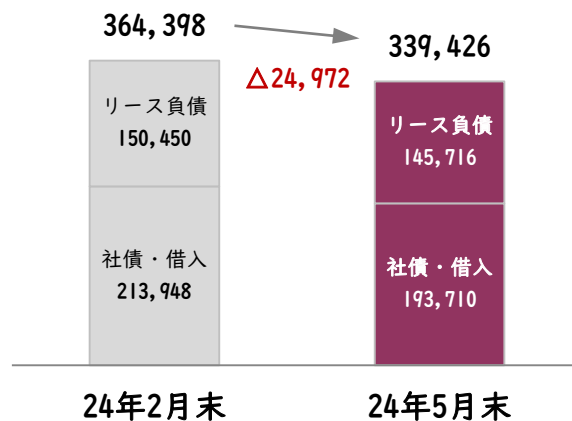 364,398
339,426
△24,972
リース負債
150,450
リース負債
145,716
社債・借入
213,948
社債・借入
193,710
24年2月末
24年5月末